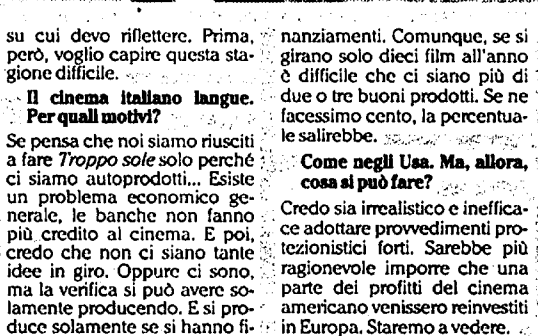 su cui devo riflettere. Prima,
però, voglio capire questa sta-
gione difficile.
Il cinema italiano langue.
Per quali motivi?
Se pensa che noi siamo riusciti
a fare Troppo sole solo perché
ci siamo autoprodotti... Esiste
un problema economico ge-
nerale, le banche non fanno
più credito al cinema. E poi,
credo che non ci siano tante
idee in giro. Oppure ci sono,
ma la verifica si può avere so-
lamente producendo. E si pro-
duce solamente se si hanno fi-
nanziamenti. Comunque, se si
girano solo dieci film all'anno
è difficile che ci siano più di
due o tre buoni prodotti. Se ne
facessimo cento, la percentua-
le salirebbe.
Come negli Usa. Ma, allora,
cosa si può fare?
Credo sia irrealistico e ineffica-
ce adottare provvedimenti pro-
tezionistici forti. Sarebbe più
ragionevole imporre che una
parte dei profitti del cinema
americano venissero reinvestiti
in Europa. Staremo a vedere.